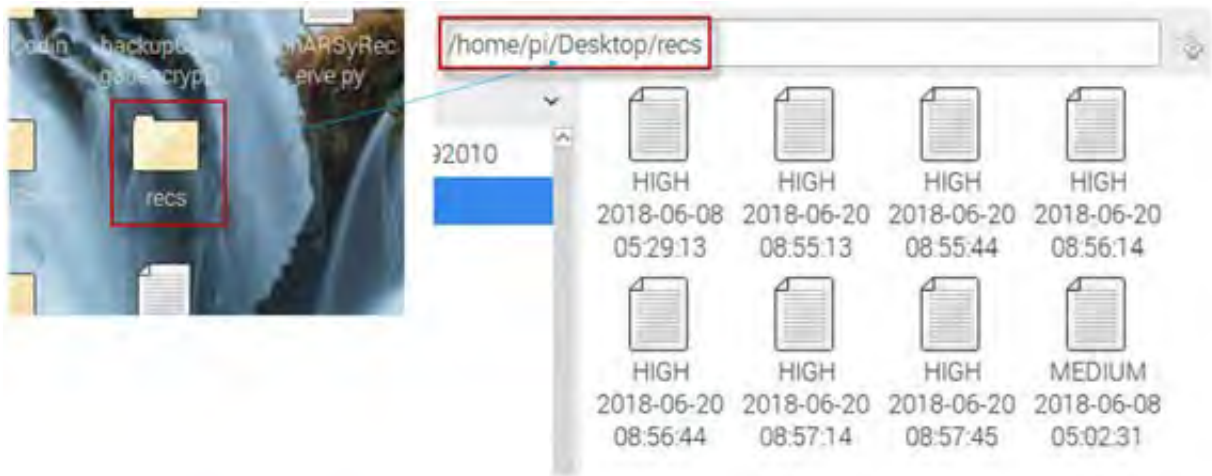 recs
/home/pi/Desktop/recs
92010
HIGH HIGH HIGH HIGH
2018-06-08 2018-06-20 2018-06-20 2018-06-20
05:29:13 08:55:13 08:55:44 08:56:14
HIGH HIGH HIGH MEDIUM
2018-06-20 2018-06-20 2018-06-20 2018-06-08
08:56:44 08:57:14 08:57:45 05:02:31